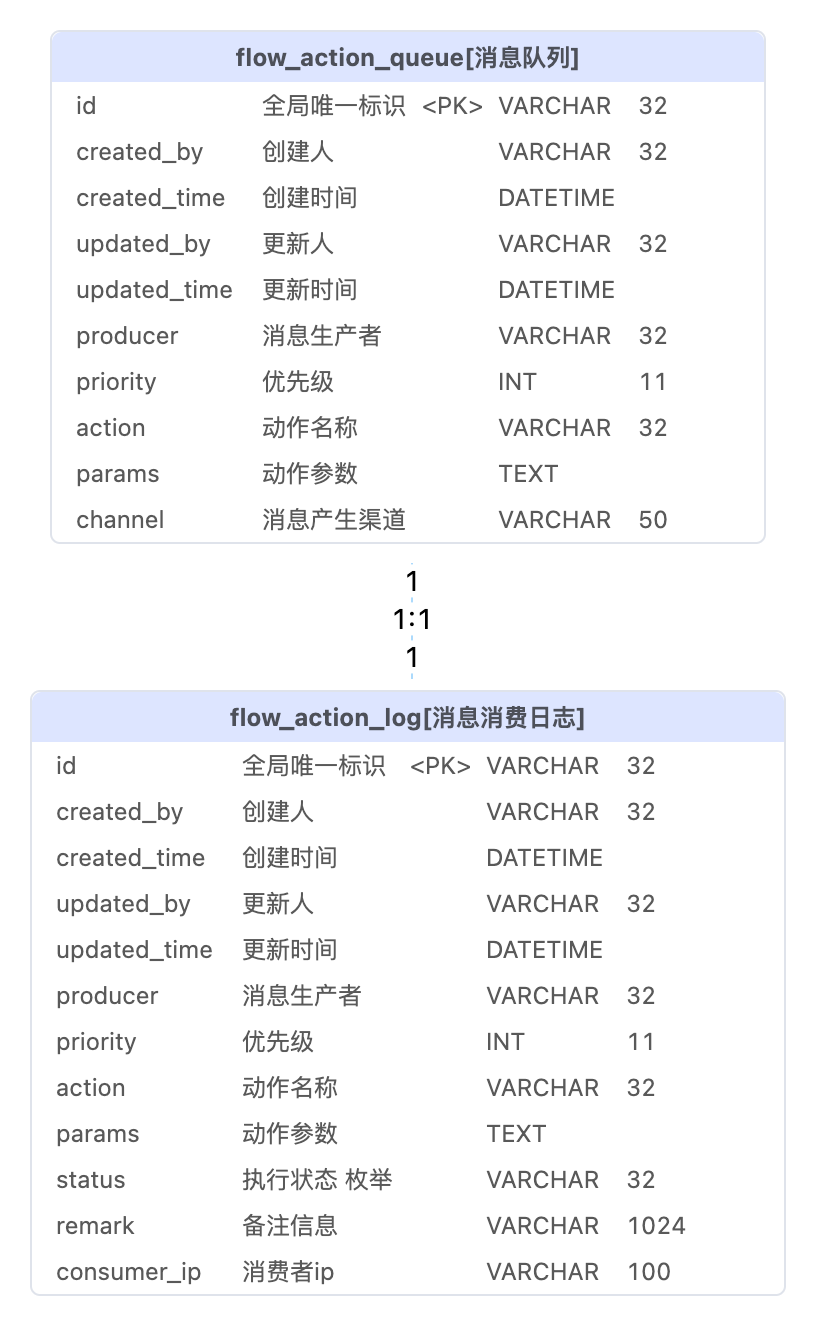 flow_action_queue[消息队列]
id 全局唯一标识 <PK> VARCHAR 32
created_by 创建人 VARCHAR 32
created_time 创建时间 DATETIME
updated_by 更新人 VARCHAR 32
updated_time 更新时间 DATETIME
producer 消息生产者 VARCHAR 32
priority 优先级 INT 11
action 动作名称 VARCHAR 32
params 动作参数 TEXT
channel 消息产生渠道 VARCHAR 50
1
1:1
1
flow_action_log[消息消费日志]
id 全局唯一标识 <PK> VARCHAR 32
created_by 创建人 VARCHAR 32
created_time 创建时间 DATETIME
updated_by 更新人 VARCHAR 32
updated_time 更新时间 DATETIME
producer 消息生产者 VARCHAR 32
priority 优先级 INT 11
action 动作名称 VARCHAR 32
params 动作参数 TEXT
status 执行状态 枚举 VARCHAR 32
remark 备注信息 VARCHAR 1024
consumer_ip 消费者ip VARCHAR 100